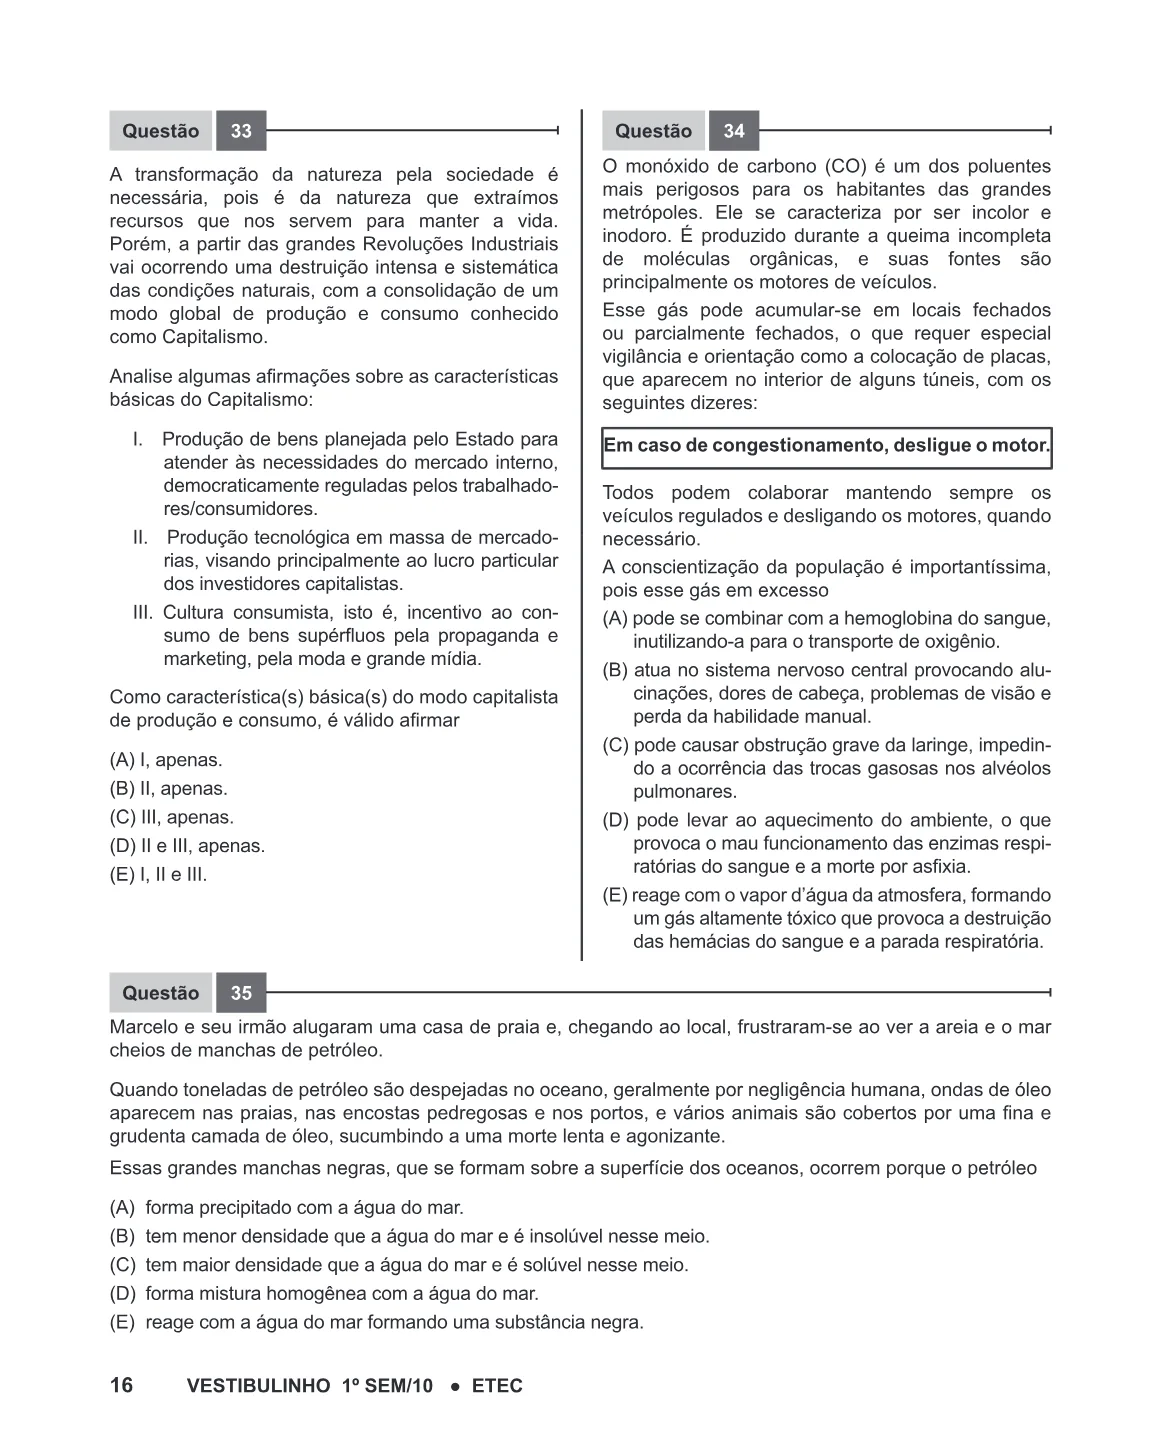 Questão 33
A transformação da natureza pela sociedade é
necessária, pois é da natureza que extraímos
recursos que nos servem para manter a vida.
Porém, a partir das grandes Revoluções Industriais
vai ocorrendo uma destruição intensa e sistemática
das condições naturais, com a consolidação de um
modo global de produção e consumo conhecido
como Capitalismo.
Analise algumas afirmações sobre as características
básicas do Capitalismo:
I. Produção de bens planejada pelo Estado para
atender às necessidades do mercado interno,
democraticamente reguladas pelos trabalhado-
res/consumidores.
II. Produção tecnológica em massa de mercado-
rias, visando principalmente ao lucro particular
dos investidores capitalistas.
III. Cultura consumista, isto é, incentivo ao con-
sumo de bens supérfluos pela propaganda e
marketing, pela moda e grande mídia.
Como característica(s) básica(s) do modo capitalista
de produção e consumo, é válido afirmar
(A) I, apenas.
(B) II, apenas.
(C) III, apenas.
(D) II e III, apenas.
(E) I, II e III.
Questão 34
O monóxido de carbono (CO) é um dos poluentes
mais perigosos para os habitantes das grandes
metrópoles. Ele se caracteriza por ser incolor e
inodoro. É produzido durante a queima incompleta
de moléculas orgânicas, e suas fontes são
principalmente os motores de veículos.
Esse gás pode acumular-se em locais fechados
ou parcialmente fechados, o que requer especial
vigilância e orientação como a colocação de placas,
que aparecem no interior de alguns túneis, com os
seguintes dizeres:
Em caso de congestionamento, desligue o motor.
Todos podem colaborar mantendo sempre os
veículos regulados e desligando os motores, quando
necessário.
A conscientização da população é importantíssima,
pois esse gás em excesso
(A) pode se combinar com a hemoglobina do sangue,
inutilizando-a para o transporte de oxigênio.
(B) atua no sistema nervoso central provocando alu-
cinações, dores de cabeça, problemas de visão e
perda da habilidade manual.
(C) pode causar obstrução grave da laringe, impedin-
do a ocorrência das trocas gasosas nos alvéolos
pulmonares.
(D) pode levar ao aquecimento do ambiente, o que
provoca o mau funcionamento das enzimas respi-
ratórias do sangue e a morte por asfixia.
(E) reage com o vapor d’água da atmosfera, formando
um gás altamente tóxico que provoca a destruição
das hemácias do sangue e a parada respiratória.
Questão 35
Marcelo e seu irmão alugaram uma casa de praia e, chegando ao local, frustraram-se ao ver a areia e o mar
cheios de manchas de petróleo.
Quando toneladas de petróleo são despejadas no oceano, geralmente por negligência humana, ondas de óleo
aparecem nas praias, nas encostas pedregosas e nos portos, e vários animais são cobertos por uma fina e
grudenta camada de óleo, sucumbindo a uma morte lenta e agonizante.
Essas grandes manchas negras, que se formam sobre a superfície dos oceanos, ocorrem porque o petróleo
(A) forma precipitado com a água do mar.
(B) tem menor densidade que a água do mar e é insolúvel nesse meio.
(C) tem maior densidade que a água do mar e é solúvel nesse meio.
(D) forma mistura homogênea com a água do mar.
(E) reage com a água do mar formando uma substância negra.
16 VESTIBULINHO 1º SEM/10 ● ETEC